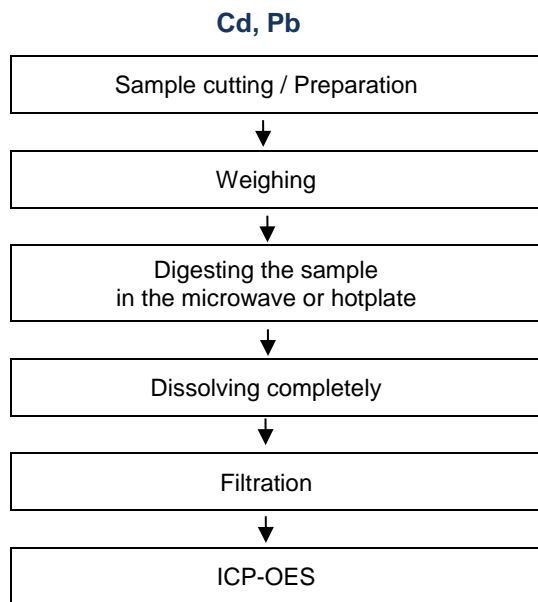 Cd, Pb
Sample cutting / Preparation
Weighing
Digesting the sample
in the microwave or hotplate
Dissolving completely
Filtration
ICP-OES